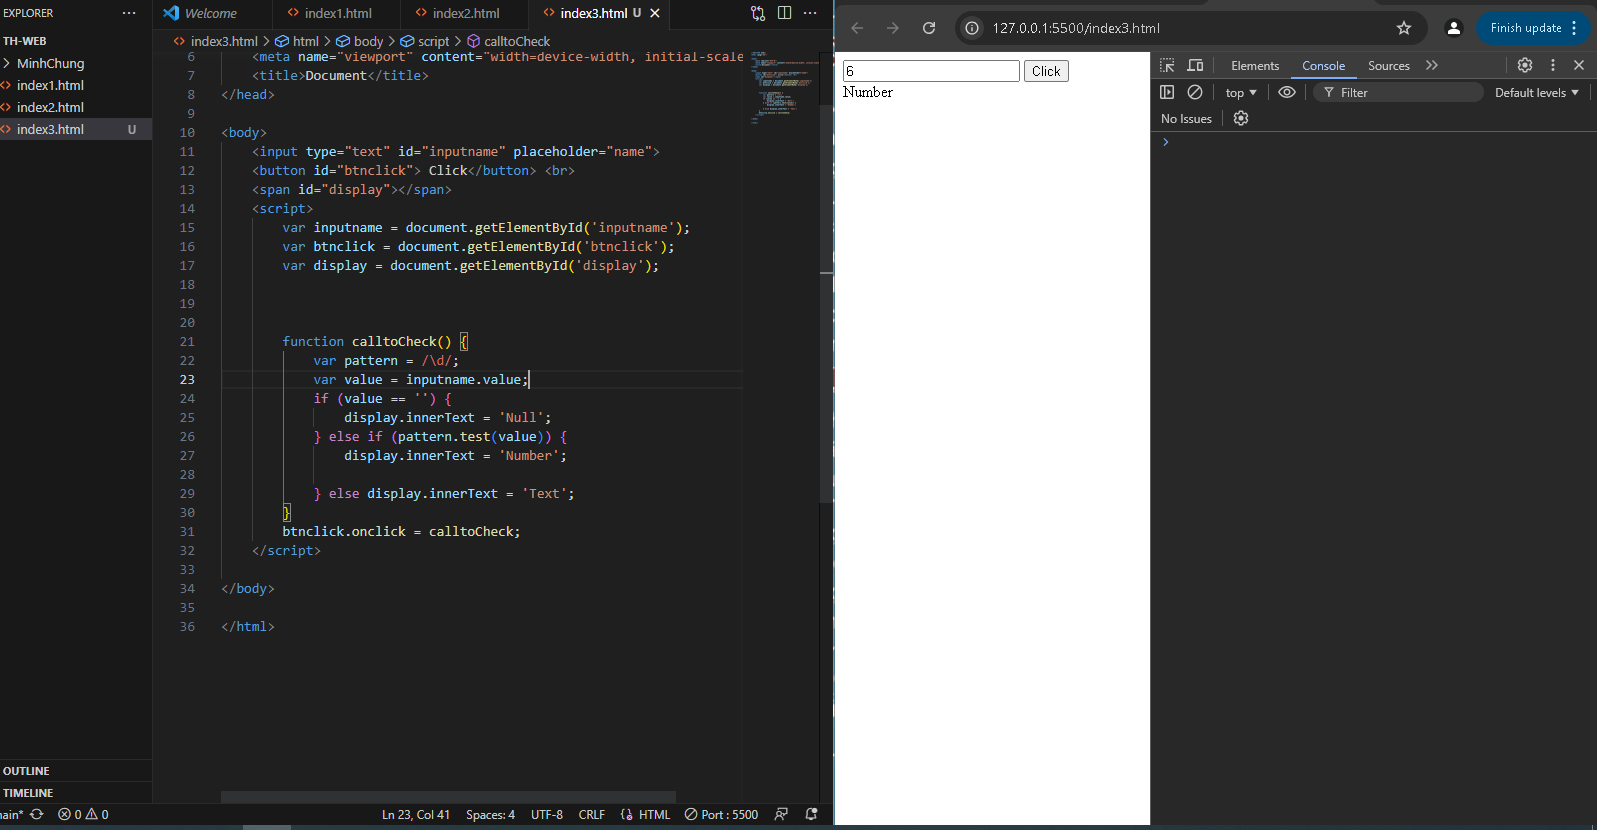 EXPLORER
TH-WEB
MinhChung
index1.html
index2.html
index3.html U
OUTLINE
TIMELINE
Welcome
index1.html
index2.html
index3.html U
index3.html > html > body > script > calltoCheck
6 <meta name="viewport" content="width=device-width, initial-scale
7 <title>Document</title>
8 </head>
9
10 <body>
11 <input type="text" id="inputname" placeholder="name">
12 <button id="btnclick"> Click</button> <br>
13 <span id="display"></span>
14 <script>
15 var inputname = document.getElementById('inputname');
16 var btnclick = document.getElementById('btnclick');
17 var display = document.getElementById('display');
18
19
20
21 function calltoCheck() {
22 var pattern = /\d/;
23 var value = inputname.value;
24 if (value == '') {
25 display.innerText = 'Null';
26 } else if (pattern.test(value)) {
27 display.innerText = 'Number';
28
29 } else display.innerText = 'Text';
30 }
31 btnclick.onclick = calltoCheck;
32 </script>
33
34 </body>
35
36 </html>
ain* 0 0
Ln 23, Col 41 Spaces: 4 UTF-8 CRLF HTML Port : 5500
127.0.0.1:5500/index3.html
Finish update
6 Click
Number
Elements Console Sources
top Filter Default levels
No Issues